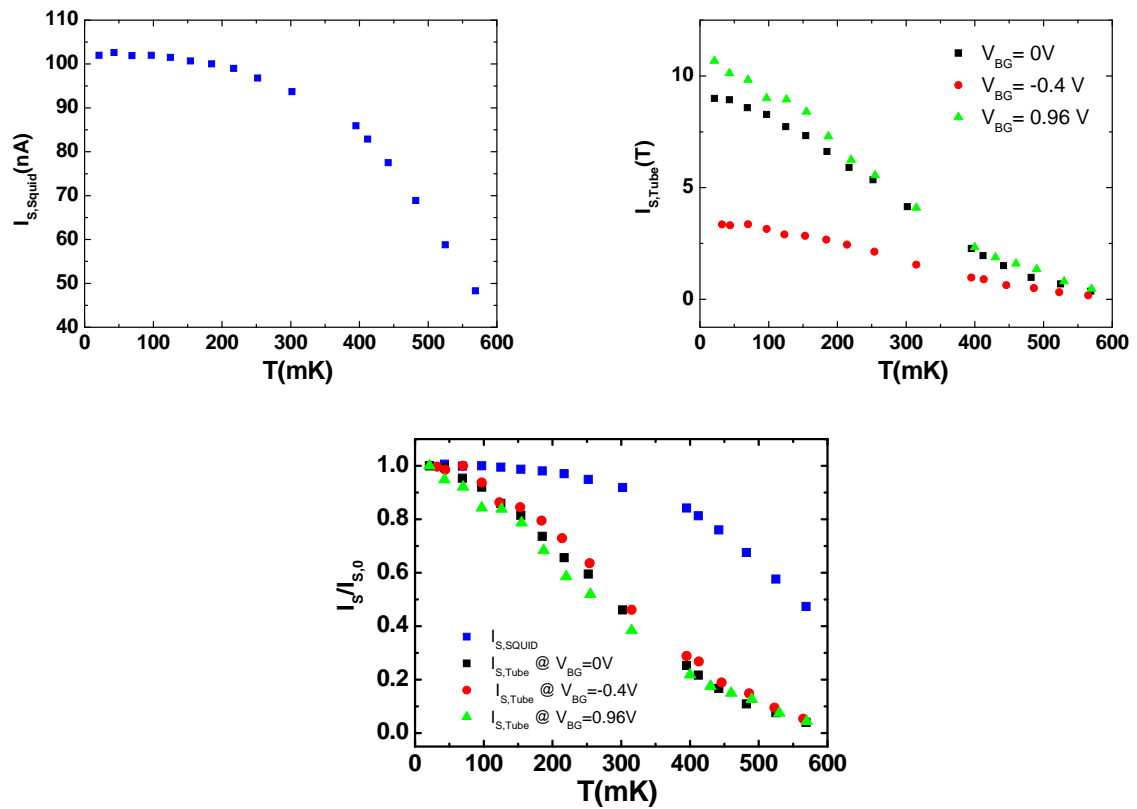 I_S,Squid(nA)
110
100
90
80
70
60
50
40
0 100 200 300 400 500 600
T(mK)
I_S,Tube(T)
10
5
0
V_BG= 0V
V_BG= -0.4 V
V_BG= 0.96 V
0 100 200 300 400 500 600
T(mK)
I_S/I_S,0
1.0
0.8
0.6
0.4
0.2
0.0
I_S,SQUID
I_S,Tube @ V_BG=0V
I_S,Tube @ V_BG=-0.4V
I_S,Tube @ V_BG=0.96V
0 100 200 300 400 500 600
T(mK)